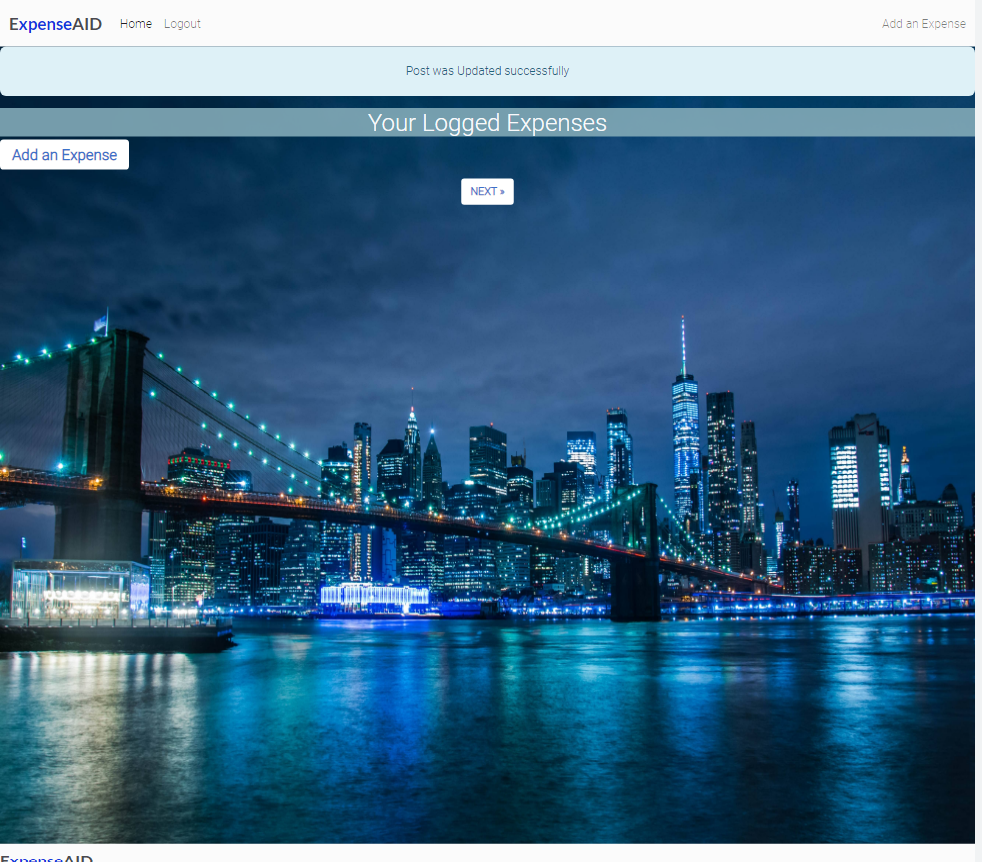 ExpenseAID Home Logout Add an Expense
Post was Updated successfully
Your Logged Expenses
Add an Expense
NEXT »
ExpenseAID